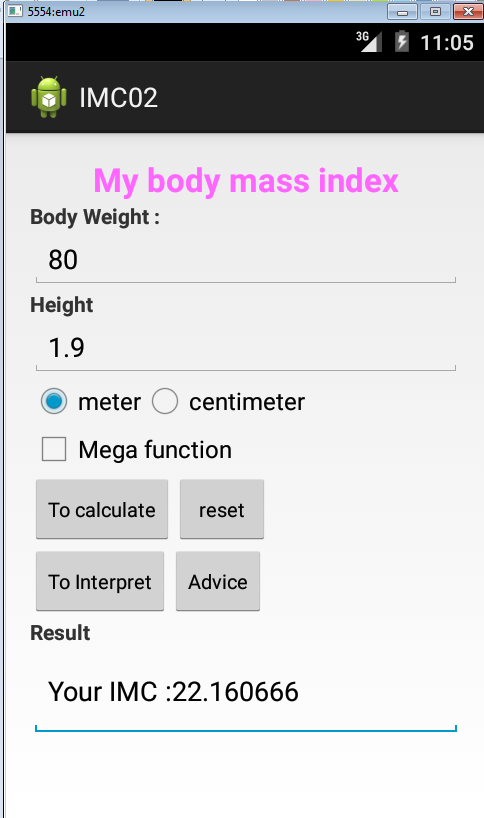 5554:emu2
3G 11:05
IMC02
My body mass index
Body Weight :
80
Height
1.9
meter centimeter
Mega function
To calculate reset
To Interpret Advice
Result
Your IMC :22.160666